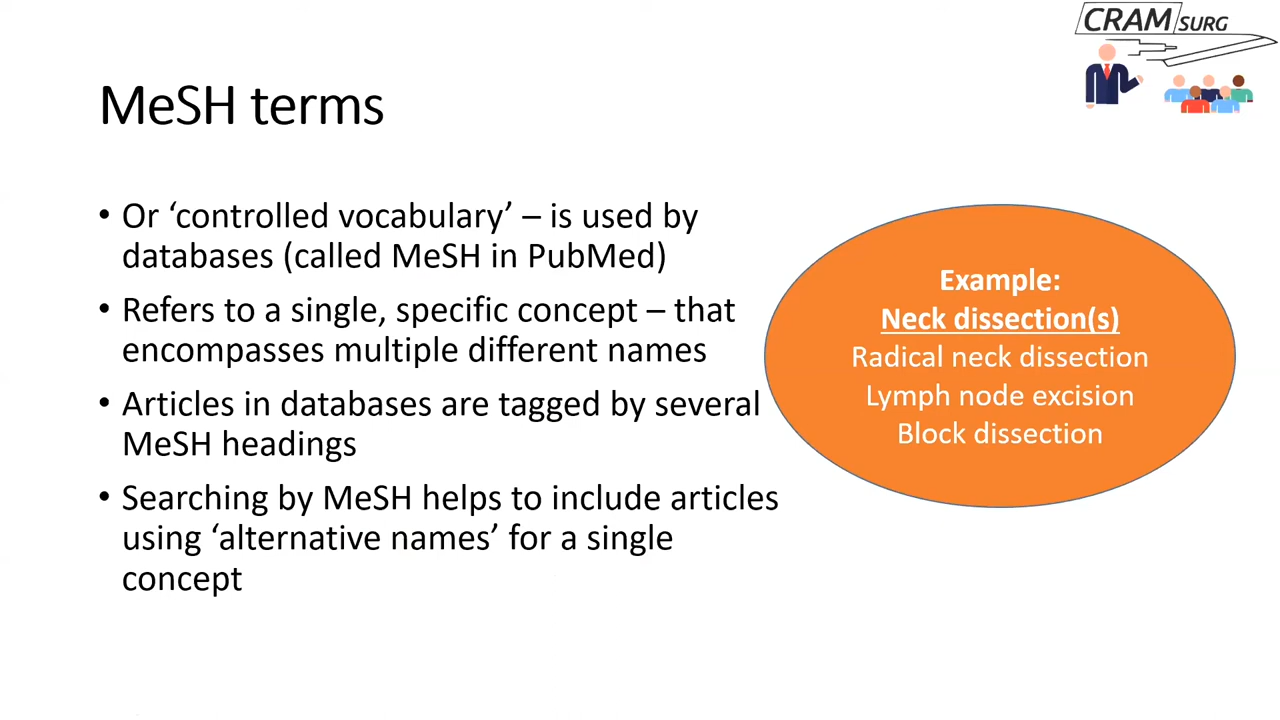 CRAM SURG
MeSH terms
• Or ‘controlled vocabulary’ – is used by
databases (called MeSH in PubMed)
• Refers to a single, specific concept – that
encompasses multiple different names
• Articles in databases are tagged by several
MeSH headings
• Searching by MeSH helps to include articles
using ‘alternative names’ for a single
concept
Example:
Neck dissection(s)
Radical neck dissection
Lymph node excision
Block dissection